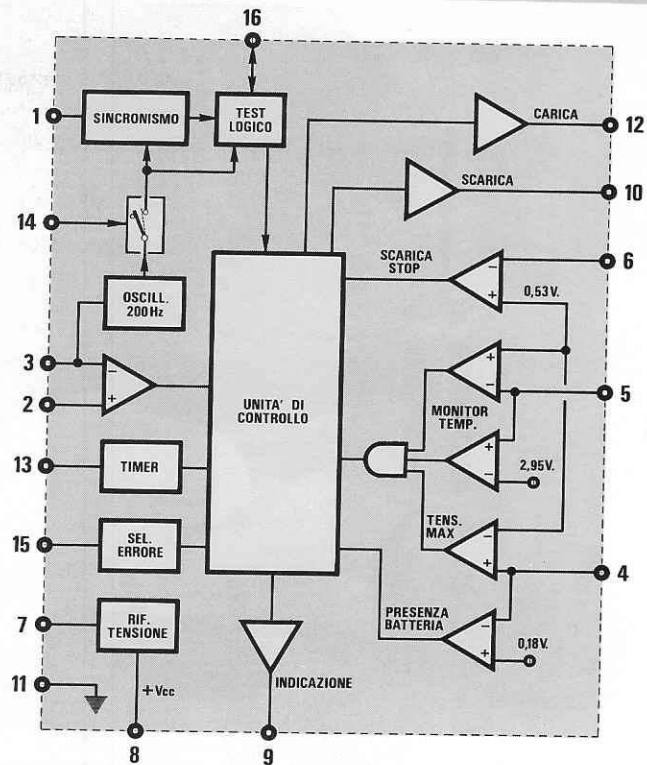 16
1
SINCRONISMO
TEST
LOGICO
CARICA
12
SCARICA
10
14
SCARICA
STOP
6
0,53V.
OSCILL.
200Hz
3
2
UNITA' DI
CONTROLLO
MONITOR
TEMP.
5
13
TIMER
2,95V.
TENS.
MAX
15
SEL.
ERRORE
4
7
RIF.
TENSIONE
PRESENZA
BATTERIA
0,18V.
11
+Vcc
INDICAZIONE
8
9
-
+
+
-
+
-
-
+
-
+
-
+